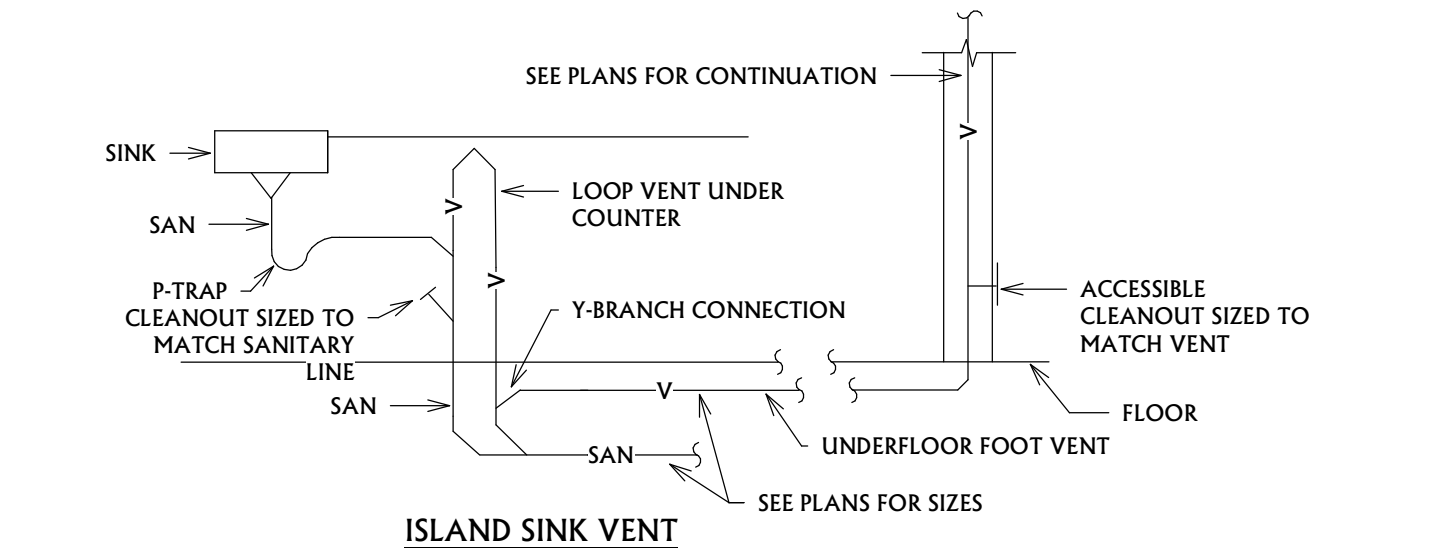 SEE PLANS FOR CONTINUATION
V
SINK
LOOP VENT UNDER
COUNTER
V
SAN
V
P-TRAP
CLEANOUT SIZED TO
MATCH SANITARY
LINE
Y-BRANCH CONNECTION
ACCESSIBLE
CLEANOUT SIZED TO
MATCH VENT
V
SAN
FLOOR
UNDERFLOOR FOOT VENT
SAN
SEE PLANS FOR SIZES
ISLAND SINK VENT